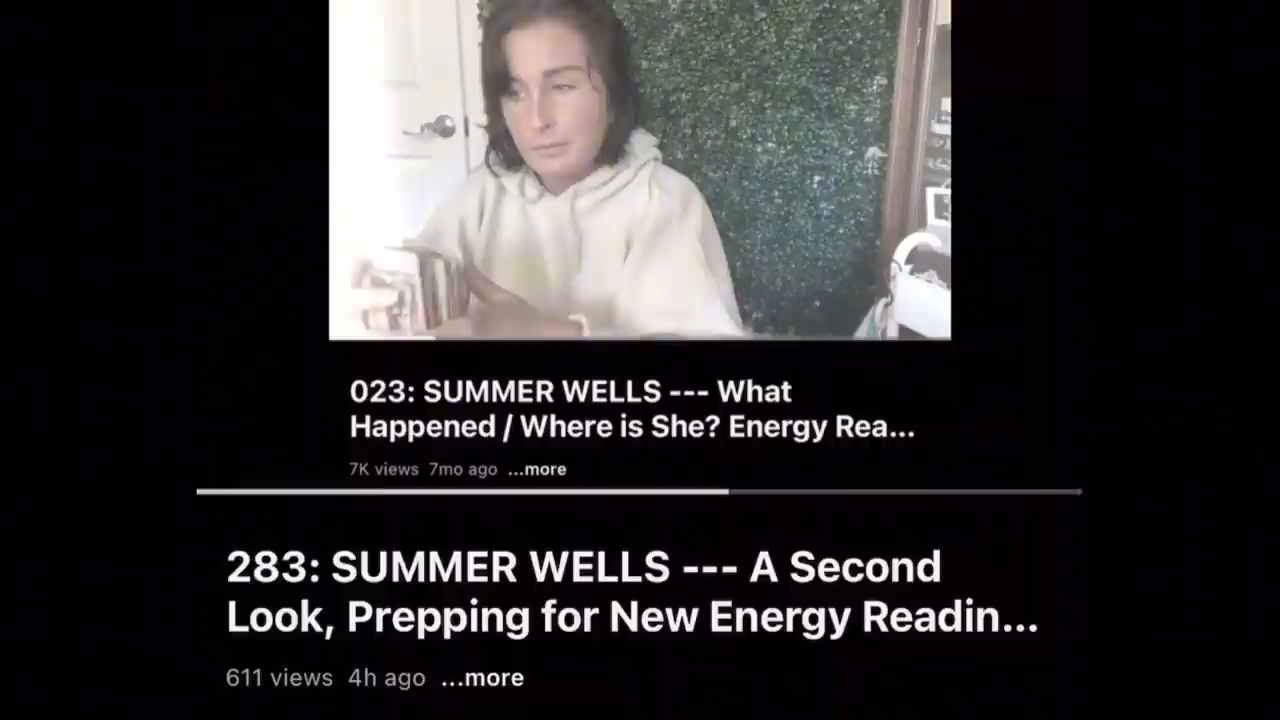 023: SUMMER WELLS --- What
Happened / Where is She? Energy Rea...
7K views 7mo ago ...more
283: SUMMER WELLS --- A Second
Look, Prepping for New Energy Readin...
611 views 4h ago ...more